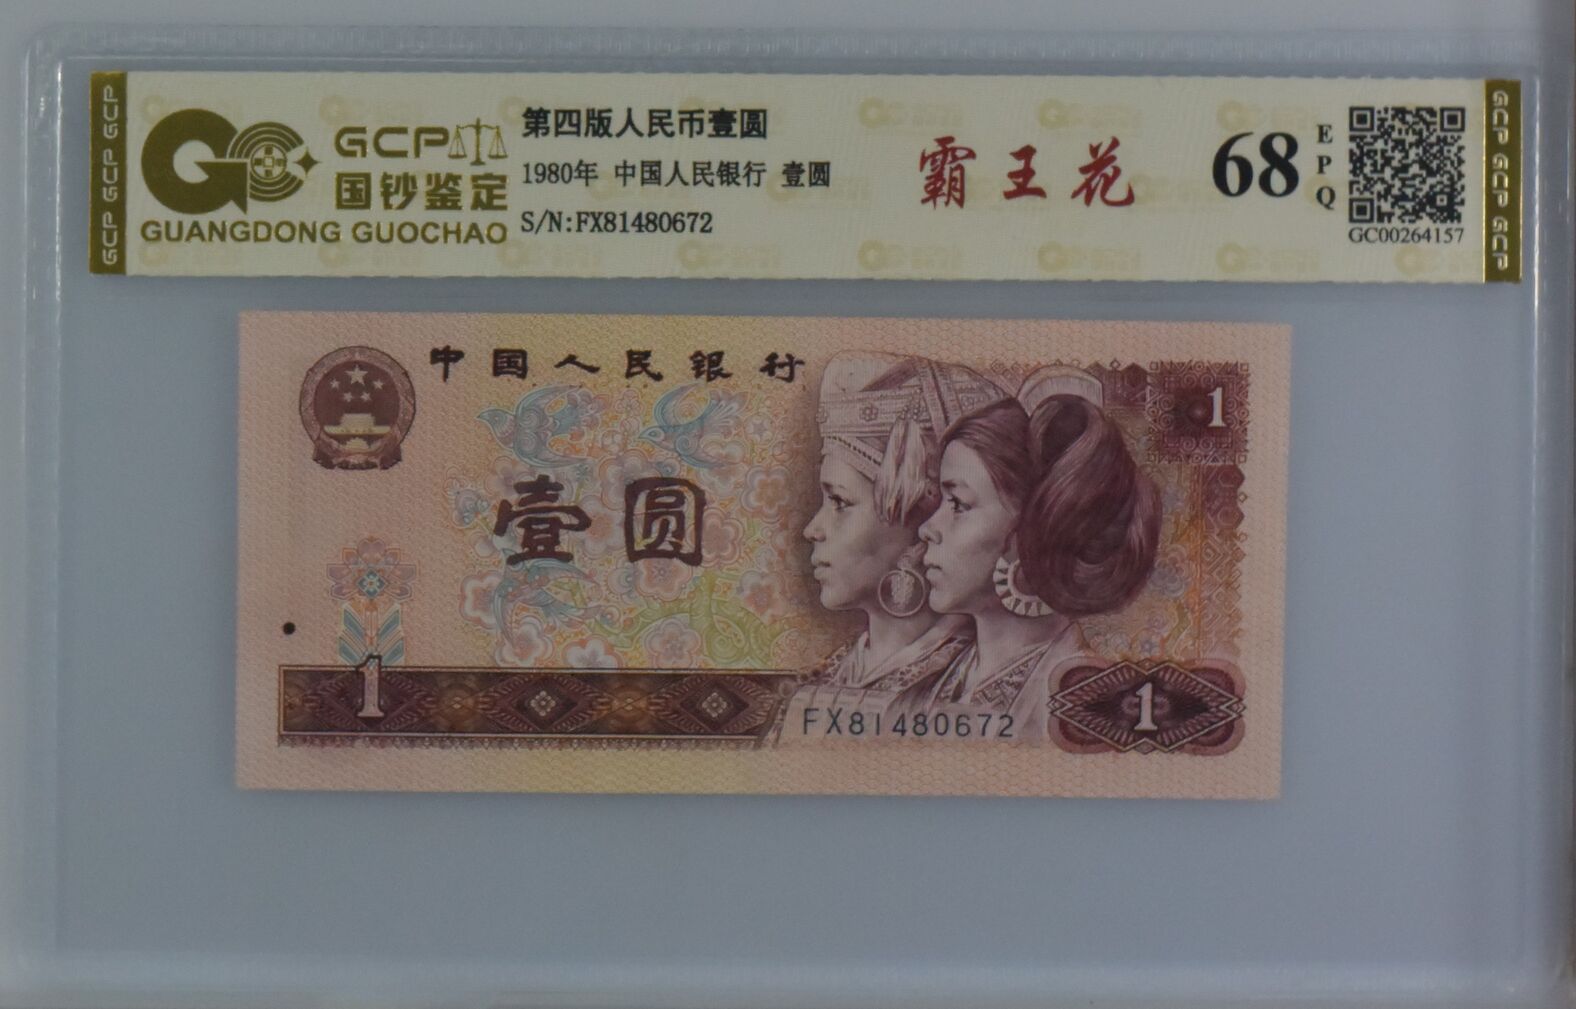 GCP GCP GCP
GCP
国钞鉴定
GUANGDONG GUOCHAO
第四版人民币壹圆
1980年 中国人民银行 壹圆
S/N:FX81480672
霸王花
68
EPQ
GC00264157
GCP GCP GCP
中国人民银行
1
壹圆
1
FX81480672
1